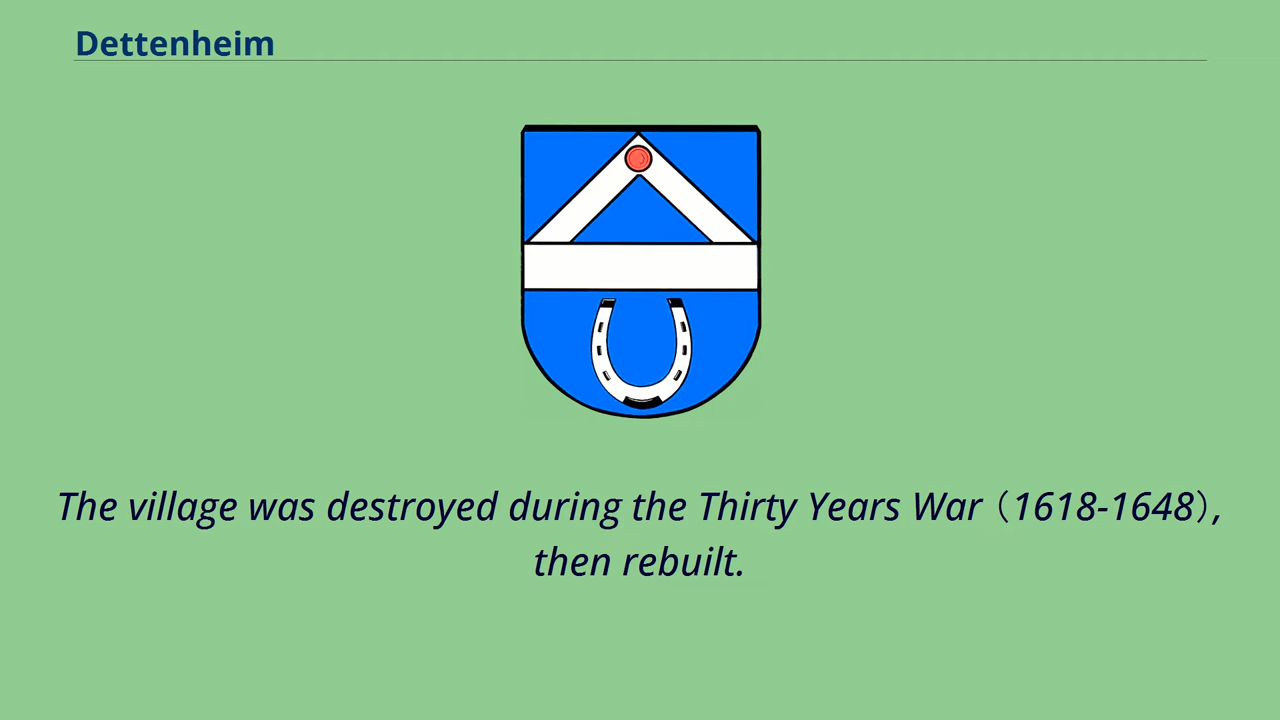 Dettenheim
The village was destroyed during the Thirty Years War（1618-1648）,
then rebuilt.